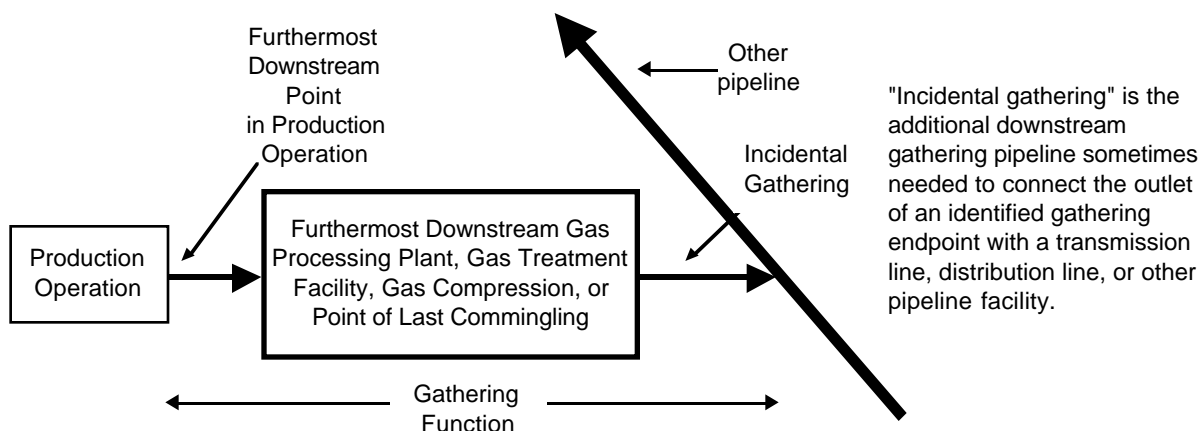 Furthermost
Downstream
Point
in Production
Operation
Other
pipeline
Incidental
Gathering
"Incidental gathering" is the
additional downstream
gathering pipeline sometimes
needed to connect the outlet
of an identified gathering
endpoint with a transmission
line, distribution line, or other
pipeline facility.
Production
Operation
Furthermost Downstream Gas
Processing Plant, Gas Treatment
Facility, Gas Compression, or
Point of Last Commingling
Gathering
Function